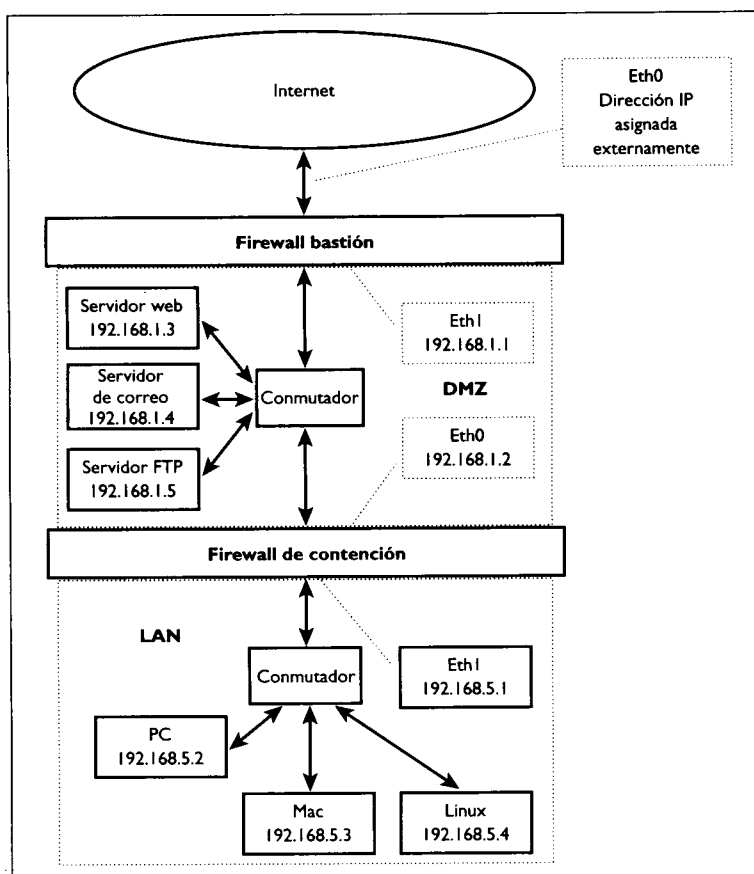 Internet
Eth0
Dirección IP
asignada
externamente
Firewall bastión
Servidor web
192.168.1.3
Eth1
192.168.1.1
Servidor
de correo
192.168.1.4
Conmutador
DMZ
Eth0
192.168.1.2
Servidor FTP
192.168.1.5
Firewall de contención
LAN
Conmutador
Eth1
192.168.5.1
PC
192.168.5.2
Mac
192.168.5.3
Linux
192.168.5.4